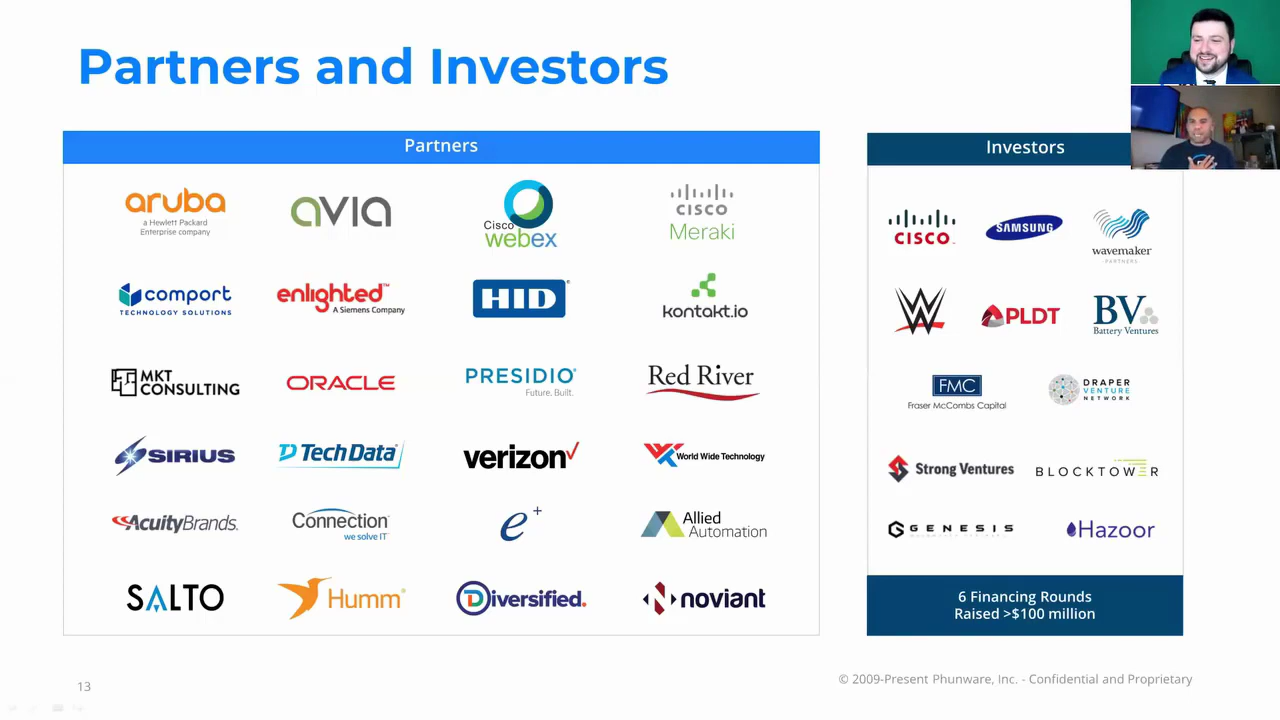 Partners and Investors
Partners
aruba
a Hewlett Packard
Enterprise company
AVIA
Cisco
webex
CISCO
Meraki
comport
TECHNOLOGY SOLUTIONS
enlighted™
A Siemens Company
HID®
kontakt.io
MKT
CONSULTING
ORACLE
PRESIDIO®
Future. Built.
Red River
SIRIUS
TechData®
verizon✓
World Wide Technology
AcuityBrands.
Connection®
we solve IT
e+
Allied
Automation
SALTO
Humm®
Diversified.
noviant
Investors
CISCO
SAMSUNG
wavemaker
PARTNERS
W
PLDT
BV
Battery Ventures
FMC
Fraser McCombs Capital
DRAPER
VENTURE
NETWORK
Strong Ventures
BLOCKTOWER
GENESIS
Hazoor
6 Financing Rounds
Raised >$100 million
13
© 2009-Present Phunware, Inc. - Confidential and Proprietary